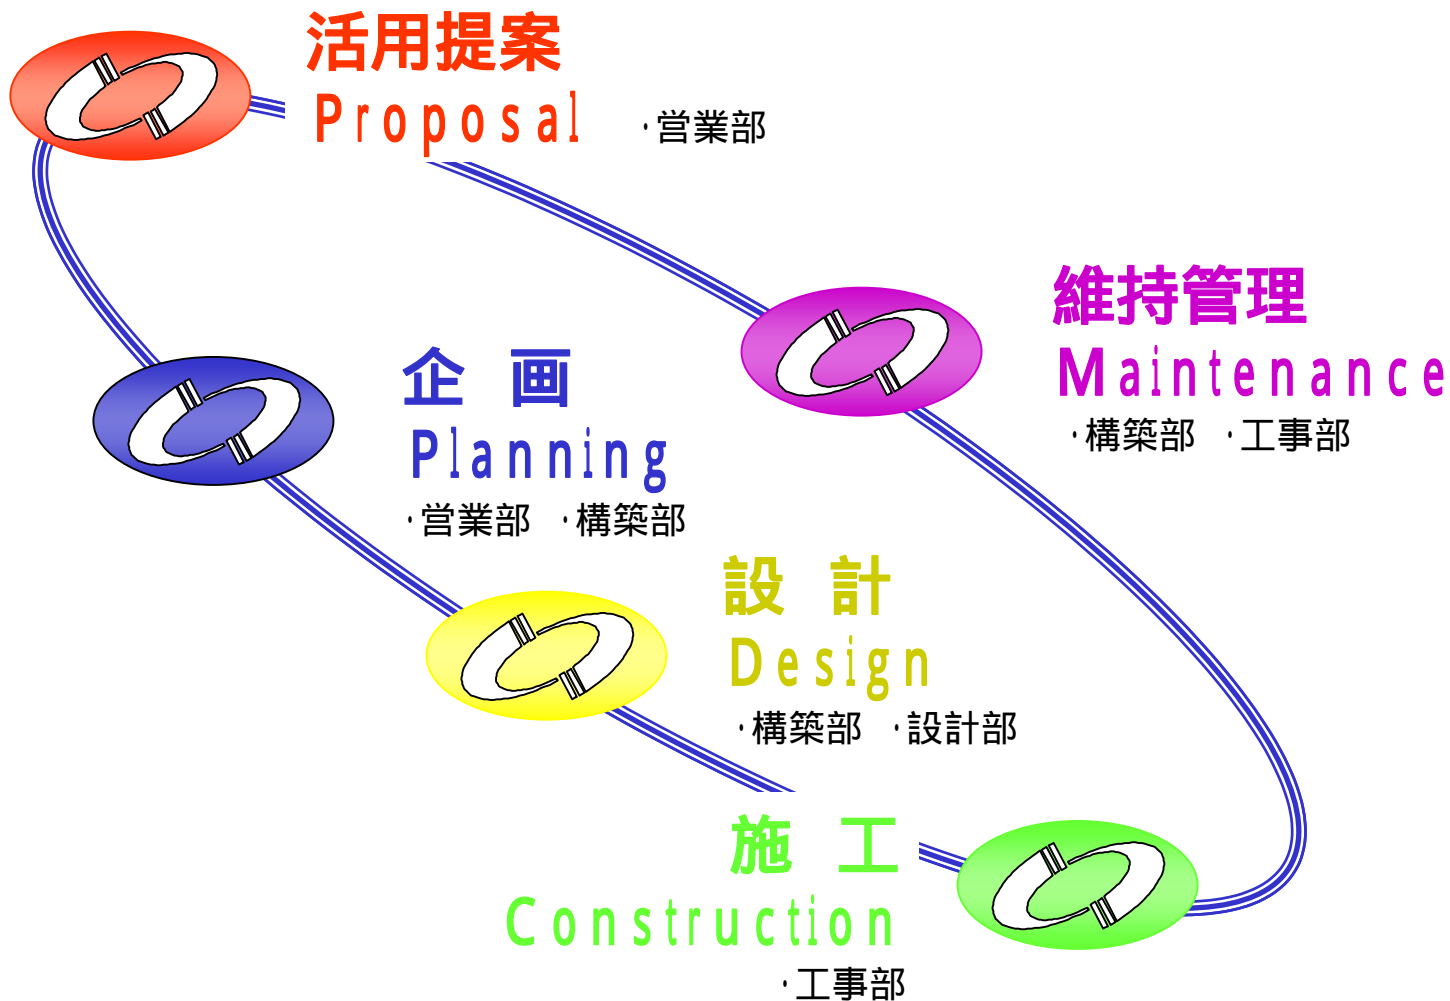 活用提案
Proposal
・営業部
維持管理
Maintenance
・構築部 ・工事部
企 画
Planning
・営業部 ・構築部
設 計
Design
・構築部 ・設計部
施 工
Construction
・工事部